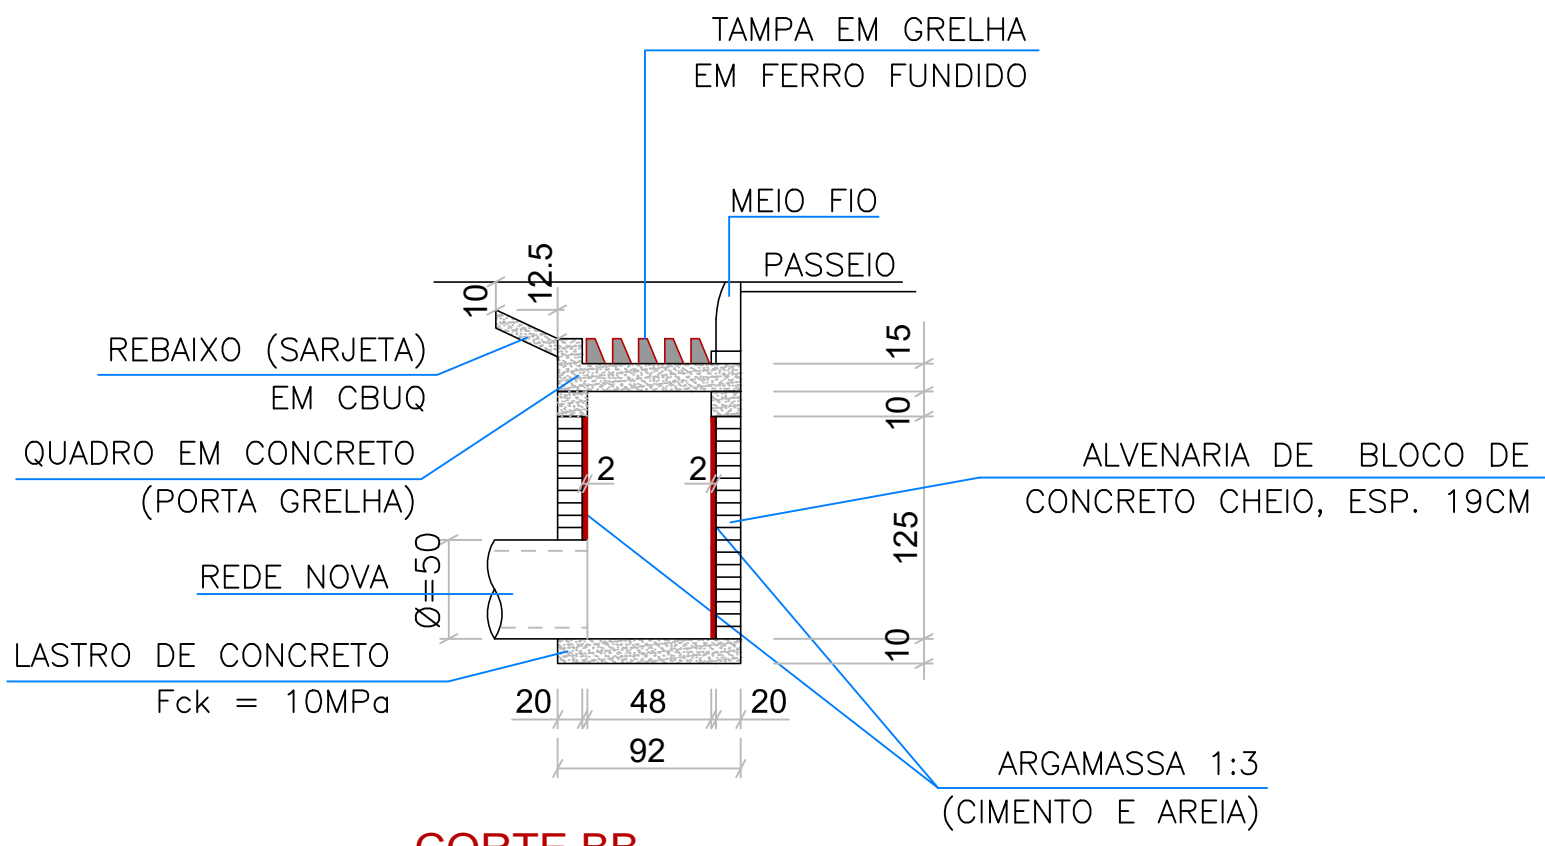 TAMPA EM GRELHA
EM FERRO FUNDIDO
MEIO FIO
PASSEIO
12.5
10
REBAIXO (SARJETA)
EM CBUQ
15
10
QUADRO EM CONCRETO
(PORTA GRELHA)
2
2
ALVENARIA DE BLOCO DE
CONCRETO CHEIO, ESP. 19CM
125
Ø=50
REDE NOVA
10
LASTRO DE CONCRETO
Fck = 10MPa
20
48
20
92
ARGAMASSA 1:3
(CIMENTO E AREIA)
CORTE BB